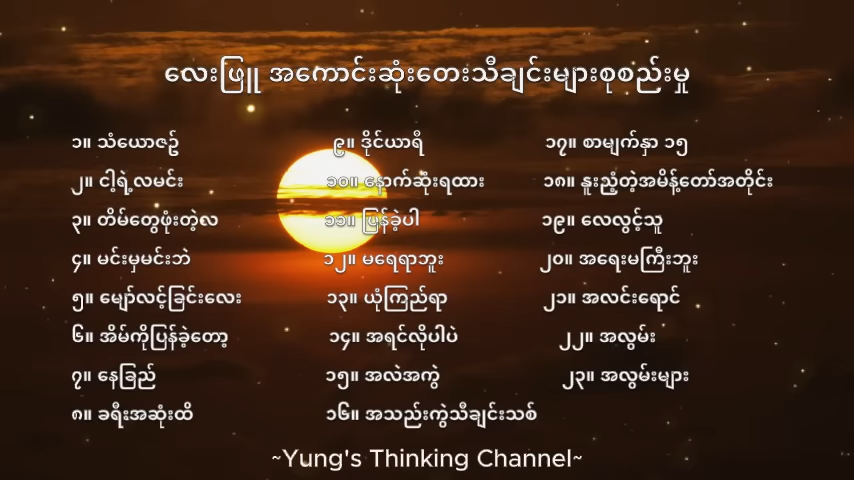 လေးဖြူ အကောင်းဆုံးတေးသီချင်းများစုစည်းမှု
၁။ သံယောဇဥ်
၂။ ငါရဲ့လမင်း
၃။ တိမ်တွေဖုံးတဲ့လ
၄။ မင်းမှမင်းဘဲ
၅။ မျှော်လင့်ခြင်းလေး
၆။ အိမ်ကိုပြန်ခဲ့တော့
၇။ နေခြည်
၈။ ခရီးအဆုံးထိ
၉။ ဒိုင်ယာရီ
၁၀။ နောက်ဆုံးရထား
၁၁။ ပြန်ခဲ့ပါ
၁၂။ မရေရာဘူး
၁၃။ ယုံကြည်ရာ
၁၄။ အရင်လိုပါပဲ
၁၅။ အလဲအကွဲ
၁၆။ အသည်းကွဲသီချင်းသစ်
၁၇။ စာမျက်နှာ ၁၅
၁၈။ နူးညံ့တဲ့အမိန့်တော်အတိုင်း
၁၉။ လေလွင့်သူ
၂၀။ အရေးမကြီးဘူး
၂၁။ အလင်းရောင်
၂၂။ အလွမ်း
၂၃။ အလွမ်းများ
~Yung's Thinking Channel~